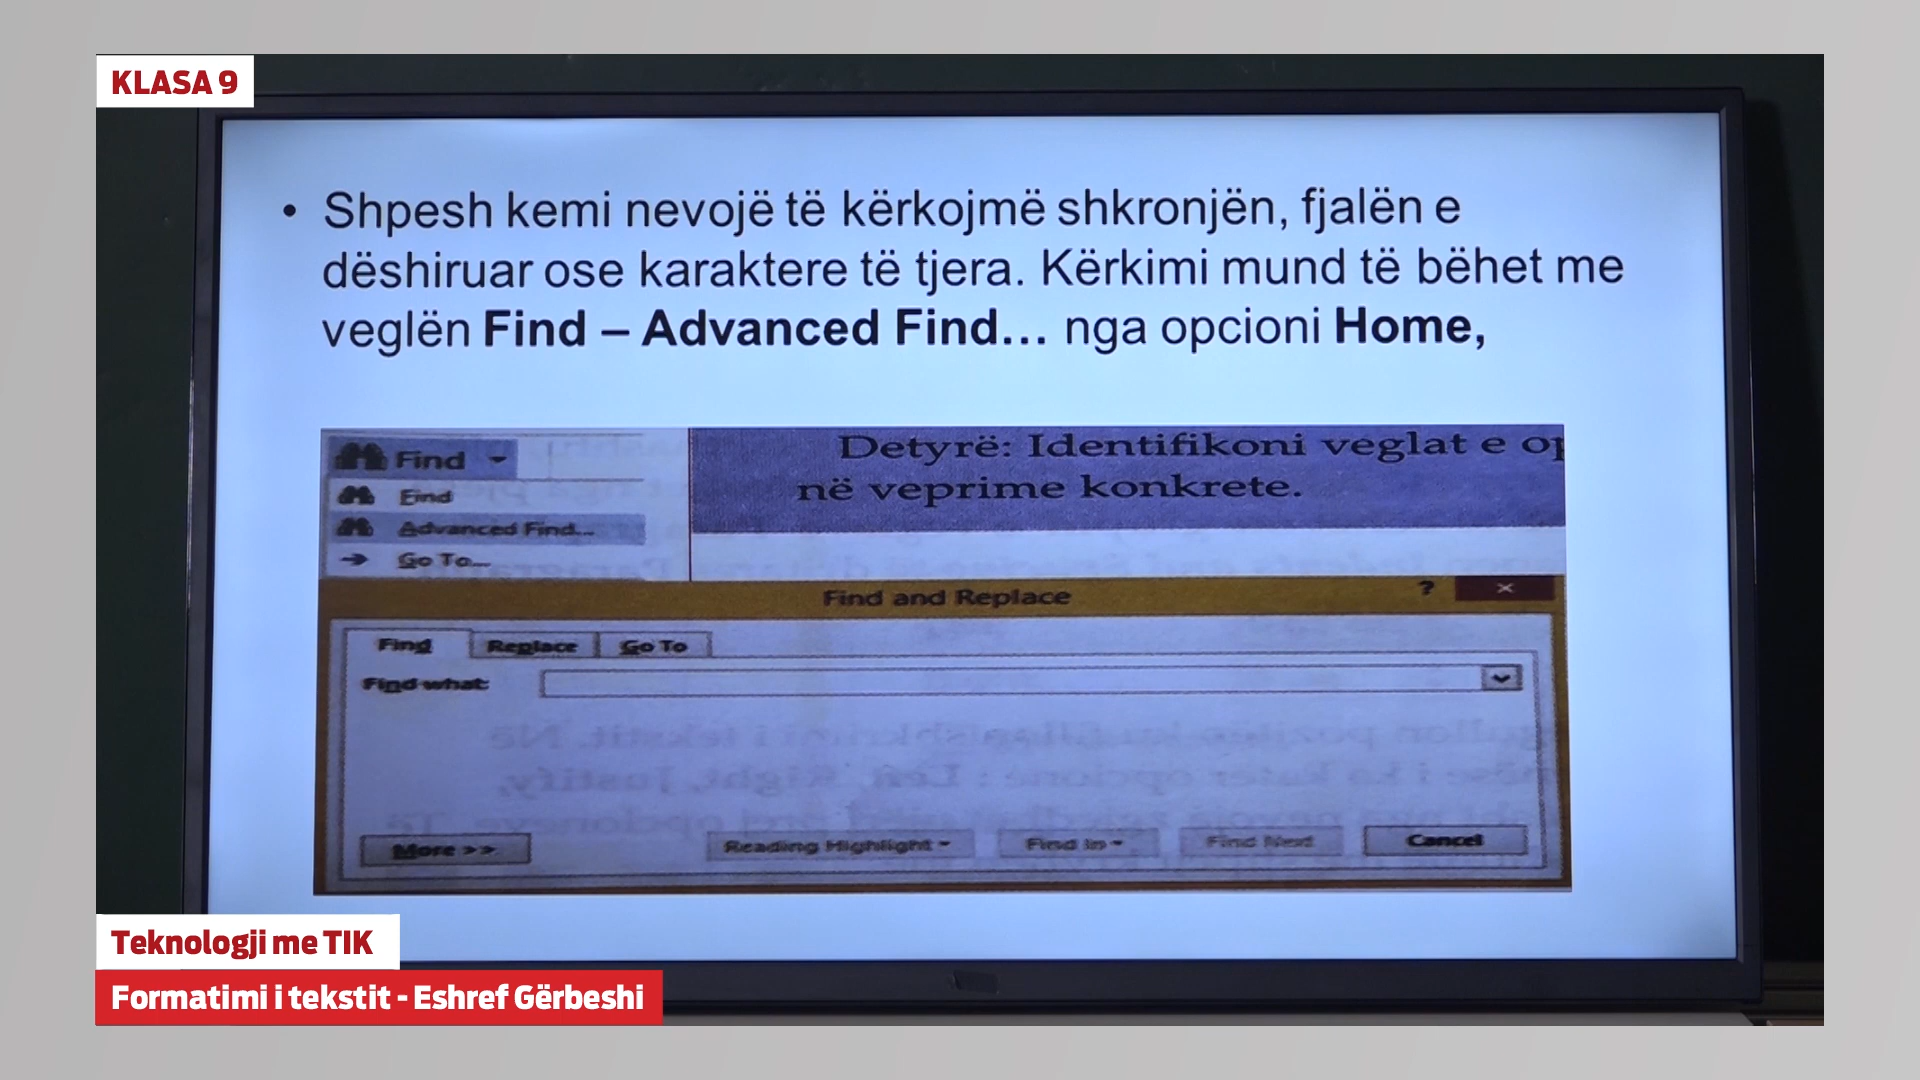 KLASA 9
• Shpesh kemi nevojë të kërkojmë shkronjën, fjalën e
dëshiruar ose karaktere të tjera. Kërkimi mund të bëhet me
veglën Find – Advanced Find... nga opcioni Home,
Find
Find
Advanced Find...
Go To...
Detyrë: Identifikoni veglat e op
në veprime konkrete.
Find and Replace
?
Find Replace Go To
Find what:
More >> Reading Highlight Find In Find Next Cancel
Teknologji me TIK
Formatimi i tekstit - Eshref Gërbeshi